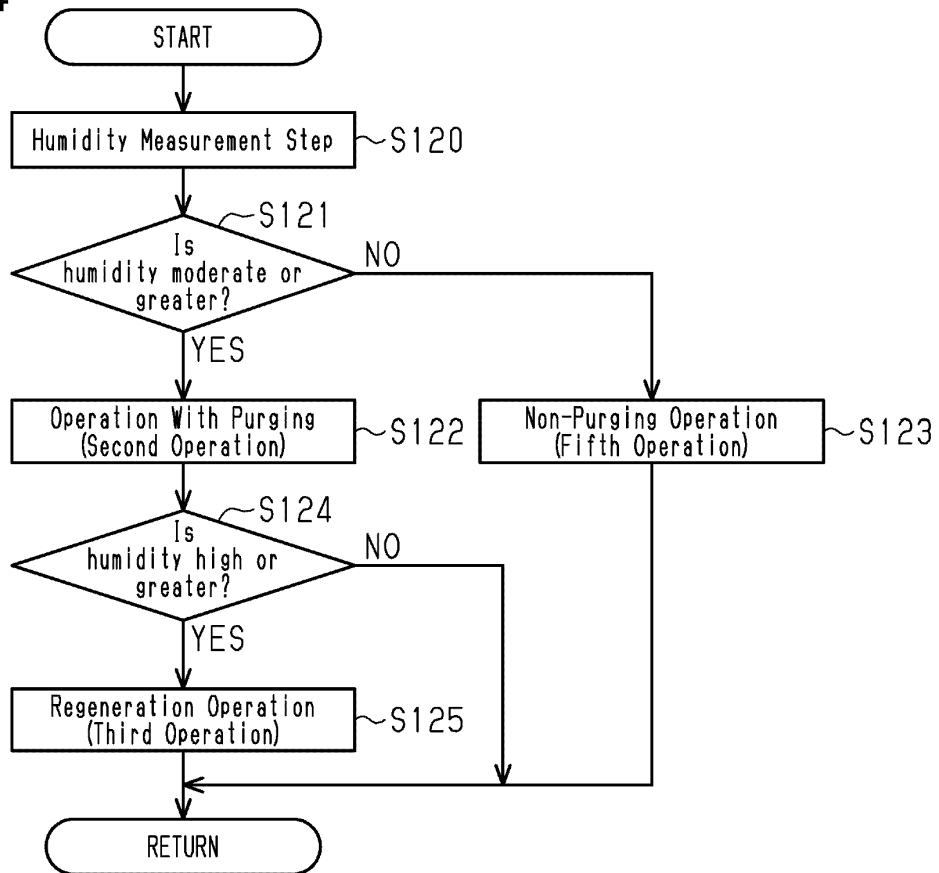 START
Humidity Measurement Step
S120
S121
Is
humidity moderate or
greater?
NO
YES
Operation With Purging
(Second Operation)
S122
Non-Purging Operation
(Fifth Operation)
S123
S124
Is
humidity high or
greater?
NO
YES
Regeneration Operation
(Third Operation)
S125
RETURN